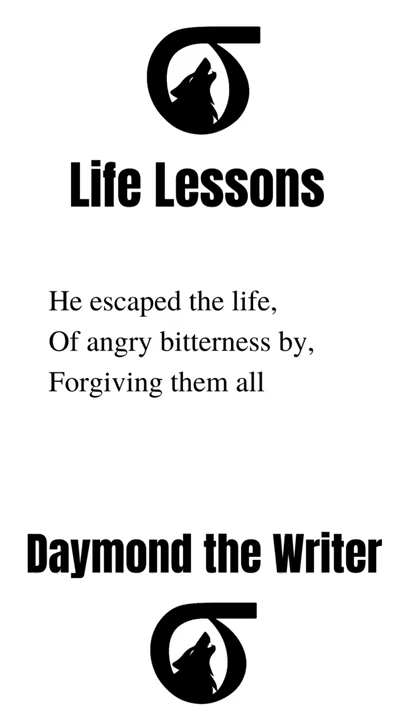 Life Lessons
He escaped the life,
Of angry bitterness by,
Forgiving them all
Daymond the Writer